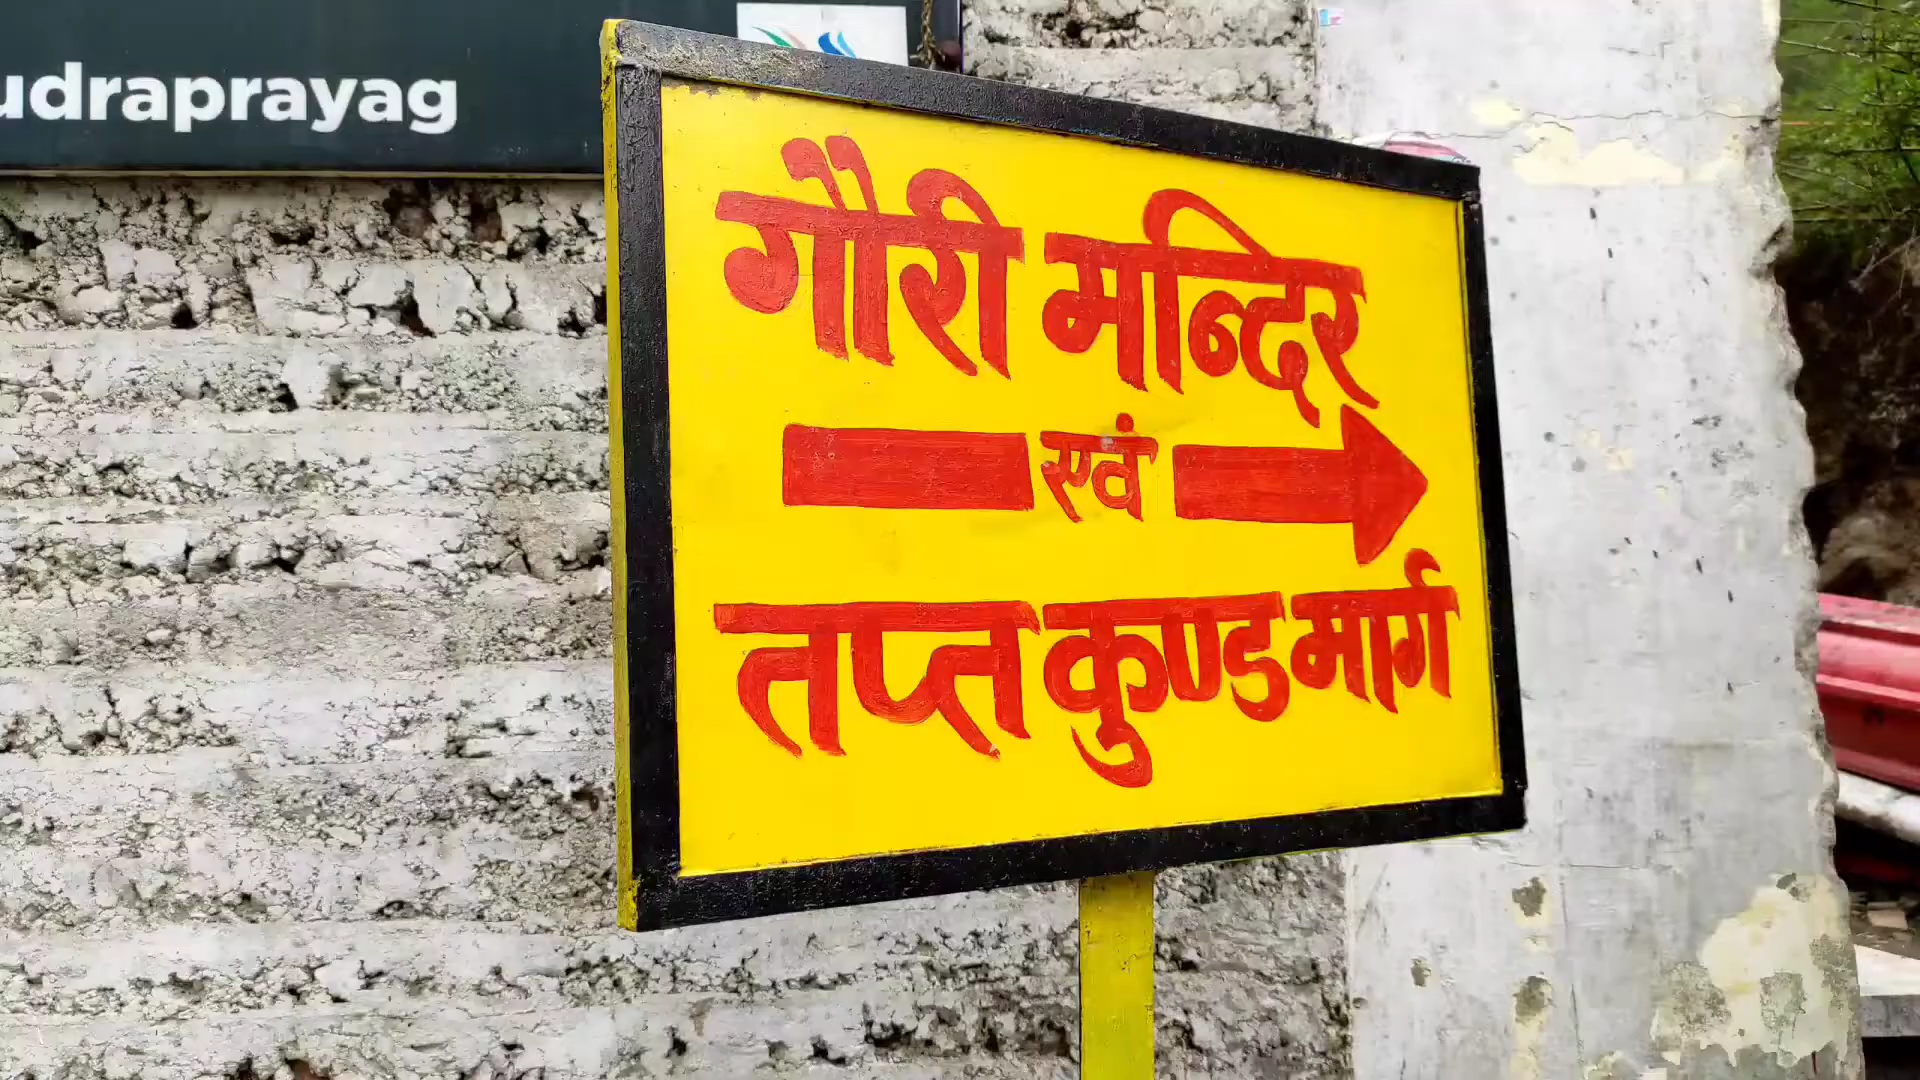 udraprayag
गौरी मन्दिर
एवं
तप्त कुण्ड मार्ग